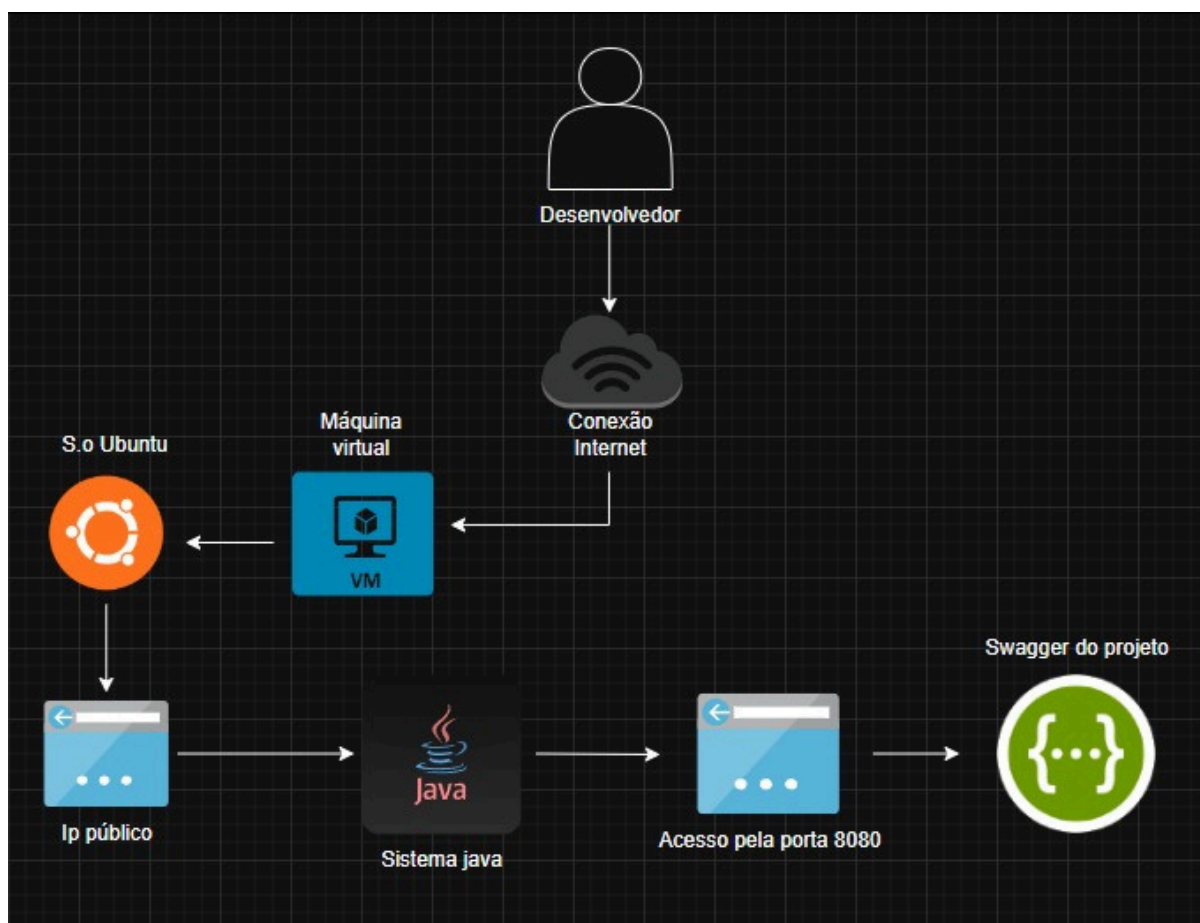 Desenvolvedor
Conexão
Internet
Máquina
virtual
VM
S.o Ubuntu
Ip público
Java
Sistema java
Acesso pela porta 8080
Swagger do projeto
{...}